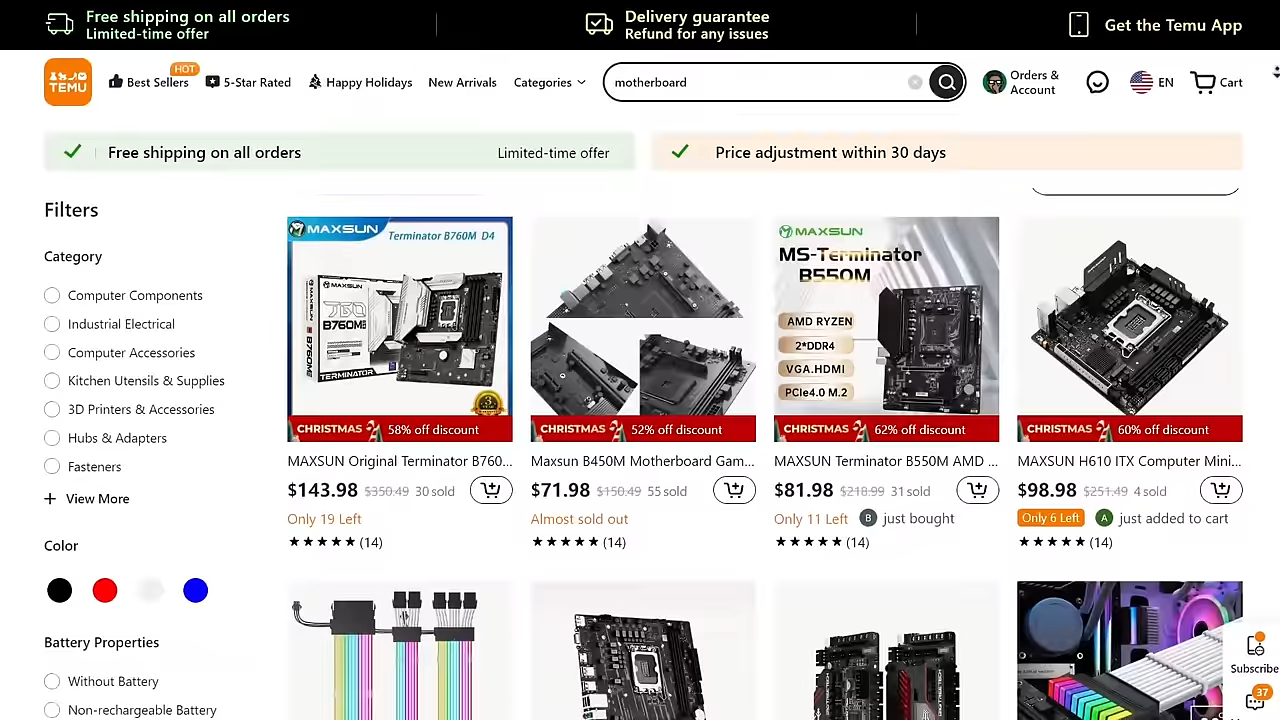 Free shipping on all orders
Limited-time offer
Delivery guarantee
Refund for any issues
Get the Temu App
TEMU
Best Sellers
HOT
5-Star Rated
Happy Holidays
New Arrivals
Categories
motherboard
Orders &
Account
EN
Cart
Free shipping on all orders
Limited-time offer
Price adjustment within 30 days
Filters
Category
Computer Components
Industrial Electrical
Computer Accessories
Kitchen Utensils & Supplies
3D Printers & Accessories
Hubs & Adapters
Fasteners
View More
Color
Battery Properties
Without Battery
Non-rechargeable Battery
MAXSUN
Terminator B760M D4
MAXSUN
B760M
TERMINATOR
CHRISTMAS 58% off discount
MAXSUN Original Terminator B760...
$143.98 $350.49 30 sold
Only 19 Left
(14)
CHRISTMAS 52% off discount
Maxsun B450M Motherboard Gam...
$71.98 $150.49 55 sold
Almost sold out
(14)
MAXSUN
MS-Terminator
B550M
AMD RYZEN
2*DDR4
VGA.HDMI
PCIe4.0 M.2
CHRISTMAS 62% off discount
MAXSUN Terminator B550M AMD ...
$81.98 $218.99 31 sold
Only 11 Left B just bought
(14)
CHRISTMAS 60% off discount
MAXSUN H610 ITX Computer Mini...
$98.98 $251.49 4 sold
Only 6 Left A just added to cart
(14)
Subscribe
37